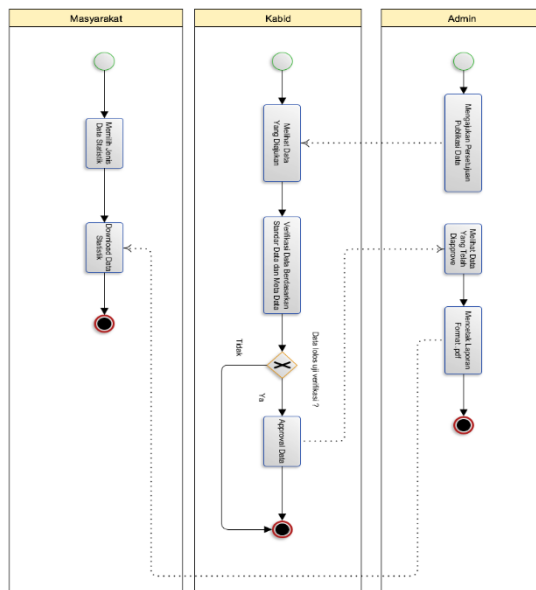 Masyarakat
Kabid
Admin
Memilih Jenis
Data Statistik
Download Data
Statistik
Melihat Data
Yang Diajukan
Verifikasi Data Berdasarkan
Standar Data dan Meta Data
Data lolos uji verifikasi ?
Tidak
Ya
Approval Data
Mengajukan Persetujuan
Publikasi Data
Melihat Data
Yang Telah
Diapprove
Mencetak Laporan
Format .pdf